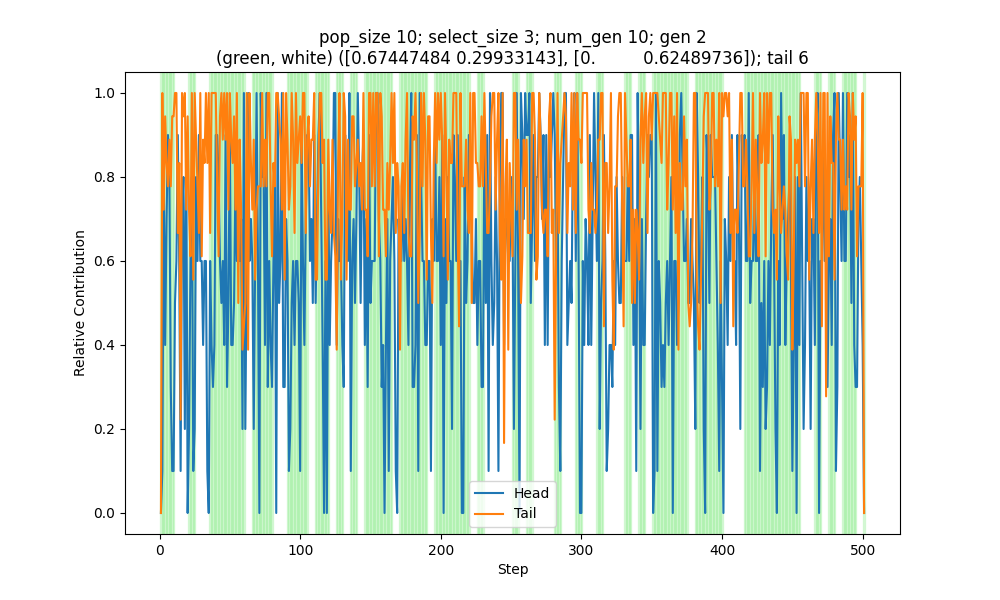 pop_size 10; select_size 3; num_gen 10; gen 2
(green, white) ([0.67447484 0.29933143], [0.         0.62489736]); tail 6
1.0
0.8
0.6
0.4
0.2
0.0
Relative Contribution
Head
Tail
0 100 200 300 400 500
Step